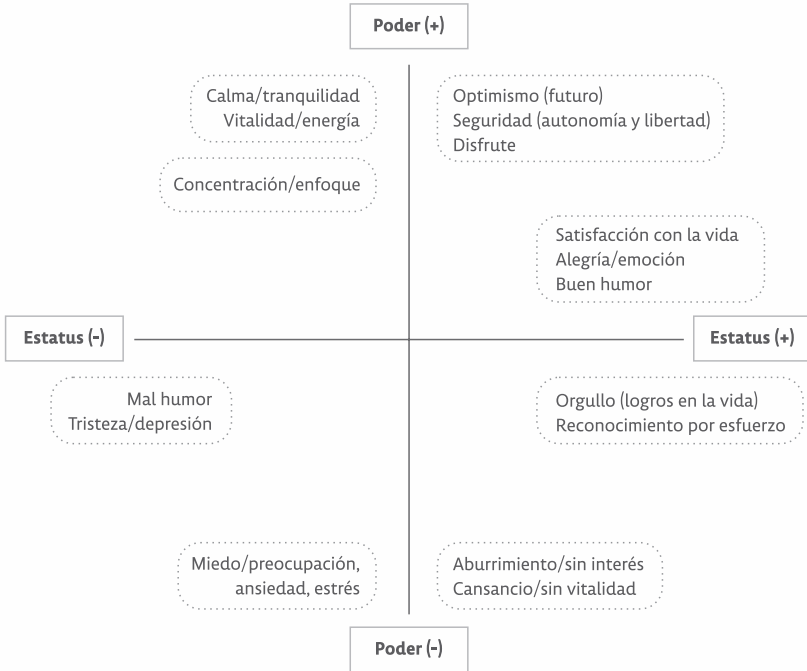 Poder (+)
Calma/tranquilidad
Vitalidad/energía
Optimismo (futuro)
Seguridad (autonomía y libertad)
Disfrute
Concentración/enfoque
Satisfacción con la vida
Alegría/emoción
Buen humor
Estatus (-)
Estatus (+)
Mal humor
Tristeza/depresión
Orgullo (logros en la vida)
Reconocimiento por esfuerzo
Miedo/preocupación,
ansiedad, estrés
Aburrimiento/sin interés
Cansancio/sin vitalidad
Poder (-)